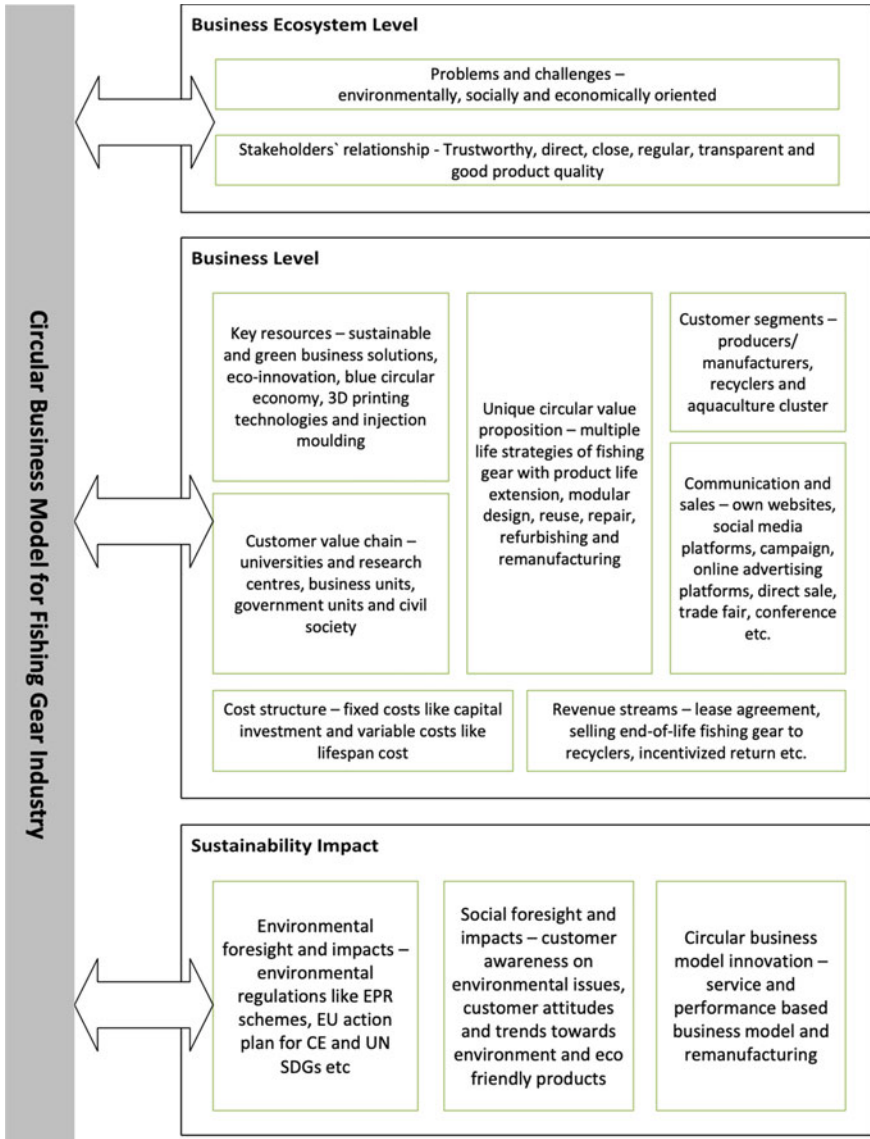 Circular Business Model for Fishing Gear Industry
Business Ecosystem Level
Problems and challenges –
environmentally, socially and economically oriented
Stakeholders` relationship - Trustworthy, direct, close, regular, transparent and
good product quality
Business Level
Key resources – sustainable
and green business solutions,
eco-innovation, blue circular
economy, 3D printing
technologies and injection
moulding
Customer value chain –
universities and research
centres, business units,
government units and civil
society
Unique circular value
proposition – multiple
life strategies of fishing
gear with product life
extension, modular
design, reuse, repair,
refurbishing and
remanufacturing
Customer segments –
producers/
manufacturers,
recyclers and
aquaculture cluster
Communication and
sales – own websites,
social media
platforms, campaign,
online advertising
platforms, direct sale,
trade fair, conference
etc.
Cost structure – fixed costs like capital
investment and variable costs like
lifespan cost
Revenue streams – lease agreement,
selling end-of-life fishing gear to
recyclers, incentivized return etc.
Sustainability Impact
Environmental
foresight and impacts –
environmental
regulations like EPR
schemes, EU action
plan for CE and UN
SDGs etc
Social foresight and
impacts – customer
awareness on
environmental issues,
customer attitudes
and trends towards
environment and eco
friendly products
Circular business
model innovation –
service and
performance based
business model and
remanufacturing